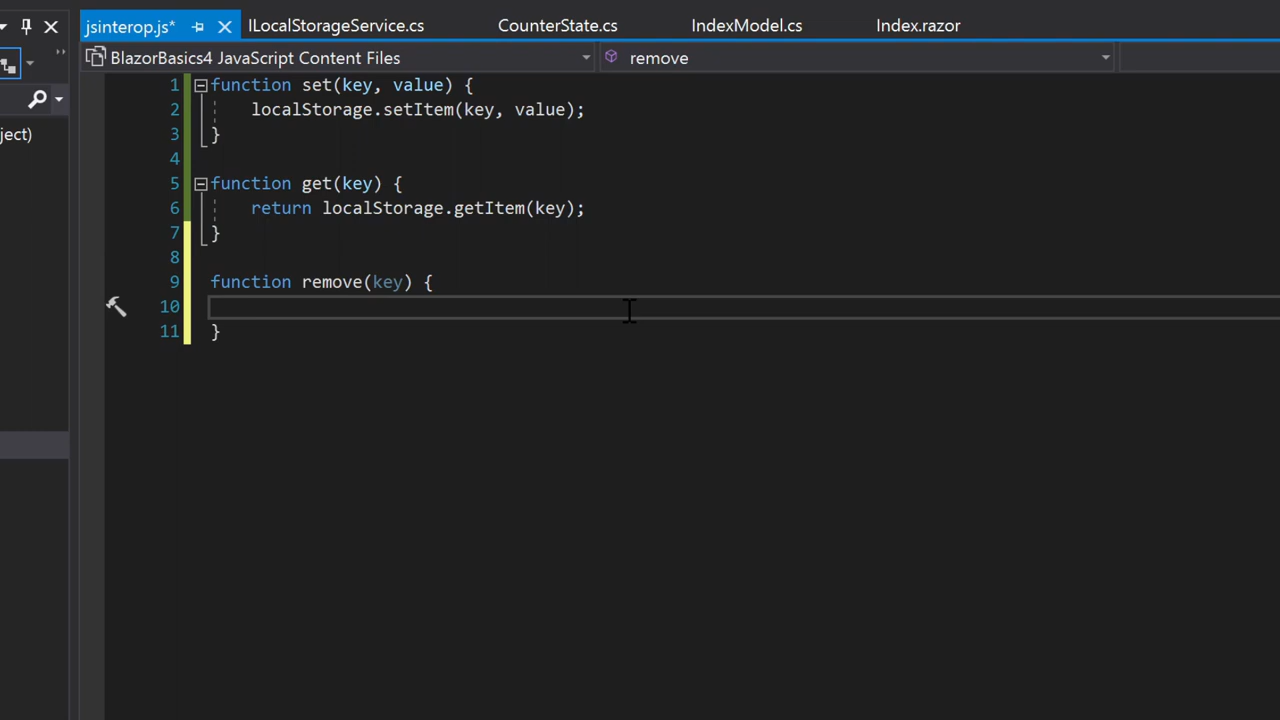 jsinterop.js* ILocalStorageService.cs CounterState.cs IndexModel.cs Index.razor
BlazorBasics4 JavaScript Content Files remove
1 function set(key, value) {
2 localStorage.setItem(key, value);
3 }
4
5 function get(key) {
6 return localStorage.getItem(key);
7 }
8
9 function remove(key) {
10
11 }
ject)